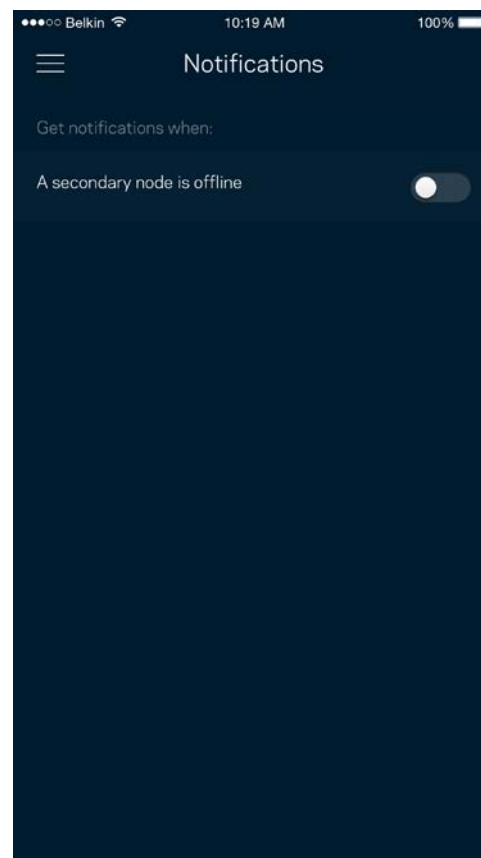 Belkin 10:19 AM 100%
Notifications
Get notifications when:
A secondary node is offline